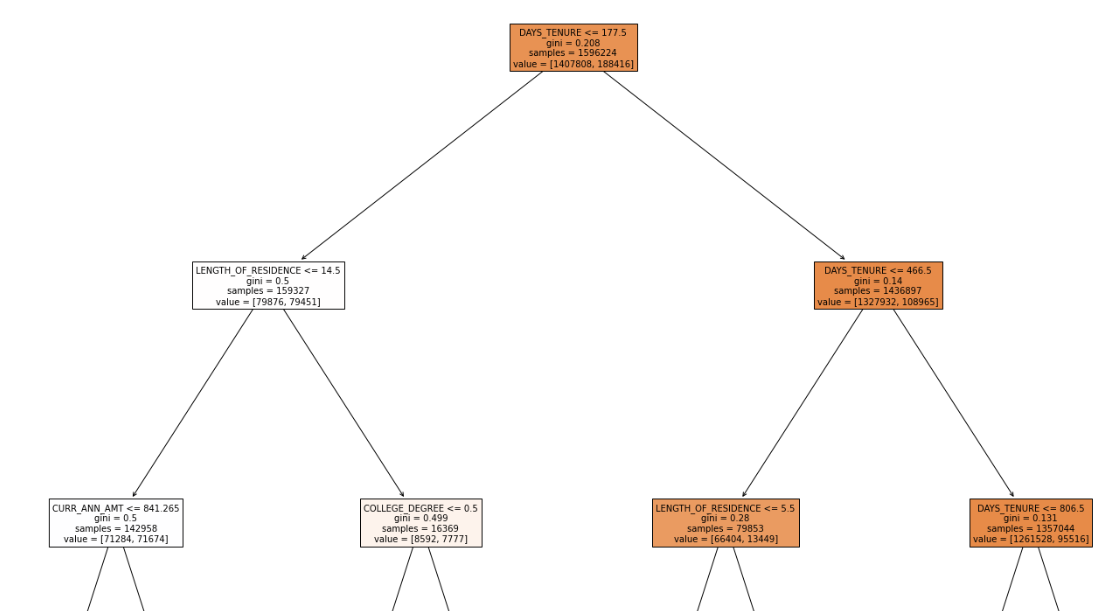 DAYS_TENURE <= 177.5
gini = 0.208
samples = 1596224
value = [1407808, 188416]
LENGTH_OF_RESIDENCE <= 14.5
gini = 0.5
samples = 159327
value = [79876, 79451]
DAYS_TENURE <= 466.5
gini = 0.14
samples = 1436897
value = [1327932, 108965]
CURR_ANN_AMT <= 841.265
gini = 0.5
samples = 142958
value = [71284, 71674]
COLLEGE_DEGREE <= 0.5
gini = 0.499
samples = 16369
value = [8592, 7777]
LENGTH_OF_RESIDENCE <= 5.5
gini = 0.28
samples = 79853
value = [66404, 13449]
DAYS_TENURE <= 806.5
gini = 0.131
samples = 1357044
value = [1261528, 95516]